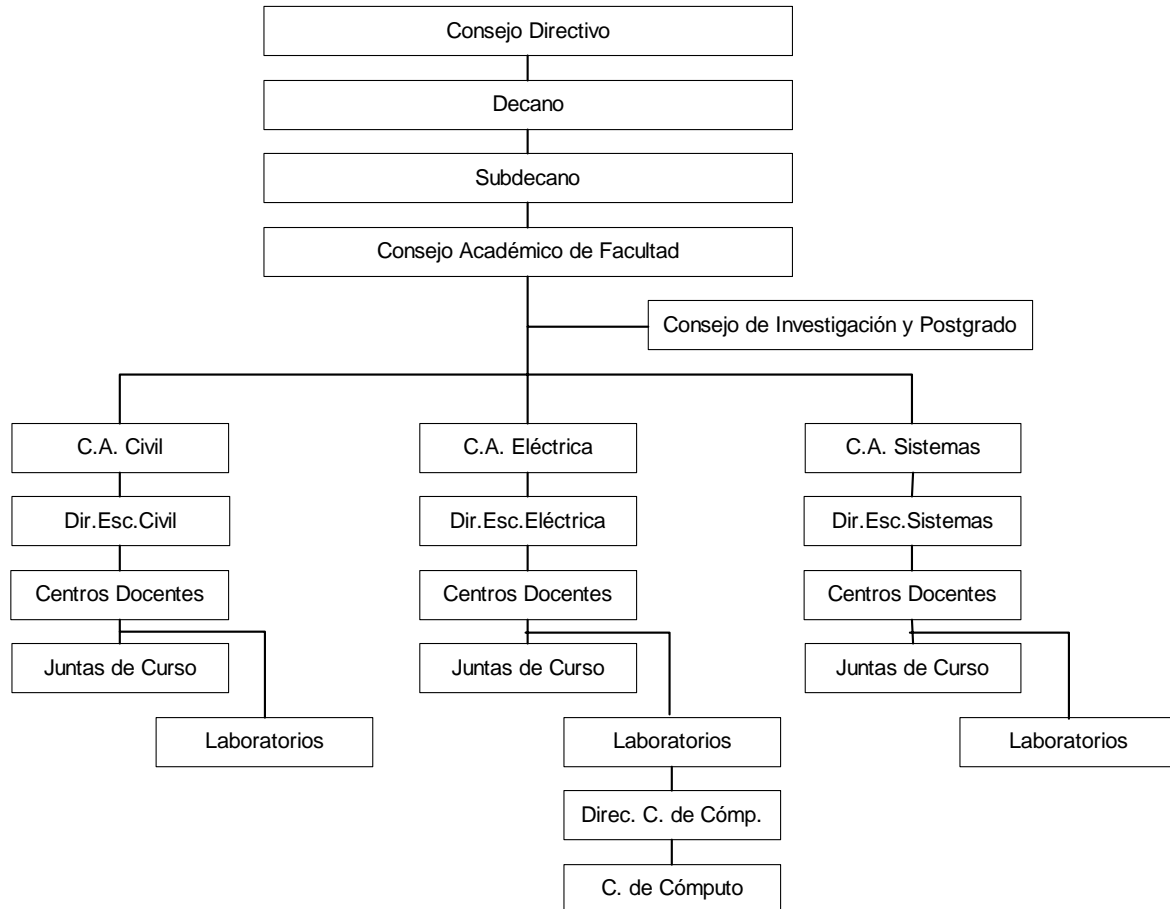 Consejo Directivo
Decano
Subdecano
Consejo Académico de Facultad
Consejo de Investigación y Postgrado
C.A. Civil
C.A. Eléctrica
C.A. Sistemas
Dir.Esc.Civil
Dir.Esc.Eléctrica
Dir.Esc.Sistemas
Centros Docentes
Centros Docentes
Centros Docentes
Juntas de Curso
Juntas de Curso
Juntas de Curso
Laboratorios
Laboratorios
Laboratorios
Direc. C. de Cómp.
C. de Cómputo